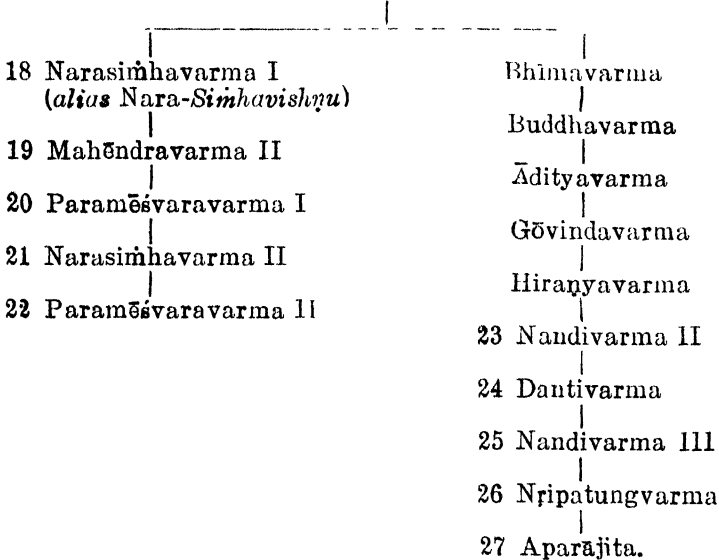 18 Narasiṁhavarma I
(alias Nara-Siṁhavishṇu)
19 Mahēndravarma II
20 Paramēśvaravarma I
21 Narasiṁhavarma II
22 Paramēśvaravarma II
Bhīmavarma
Buddhavarma
Ādityavarma
Gōvindavarma
Hiraṇyavarma
23 Nandivarma II
24 Dantivarma
25 Nandivarma III
26 Nṛipatungvarma
27 Aparājita.